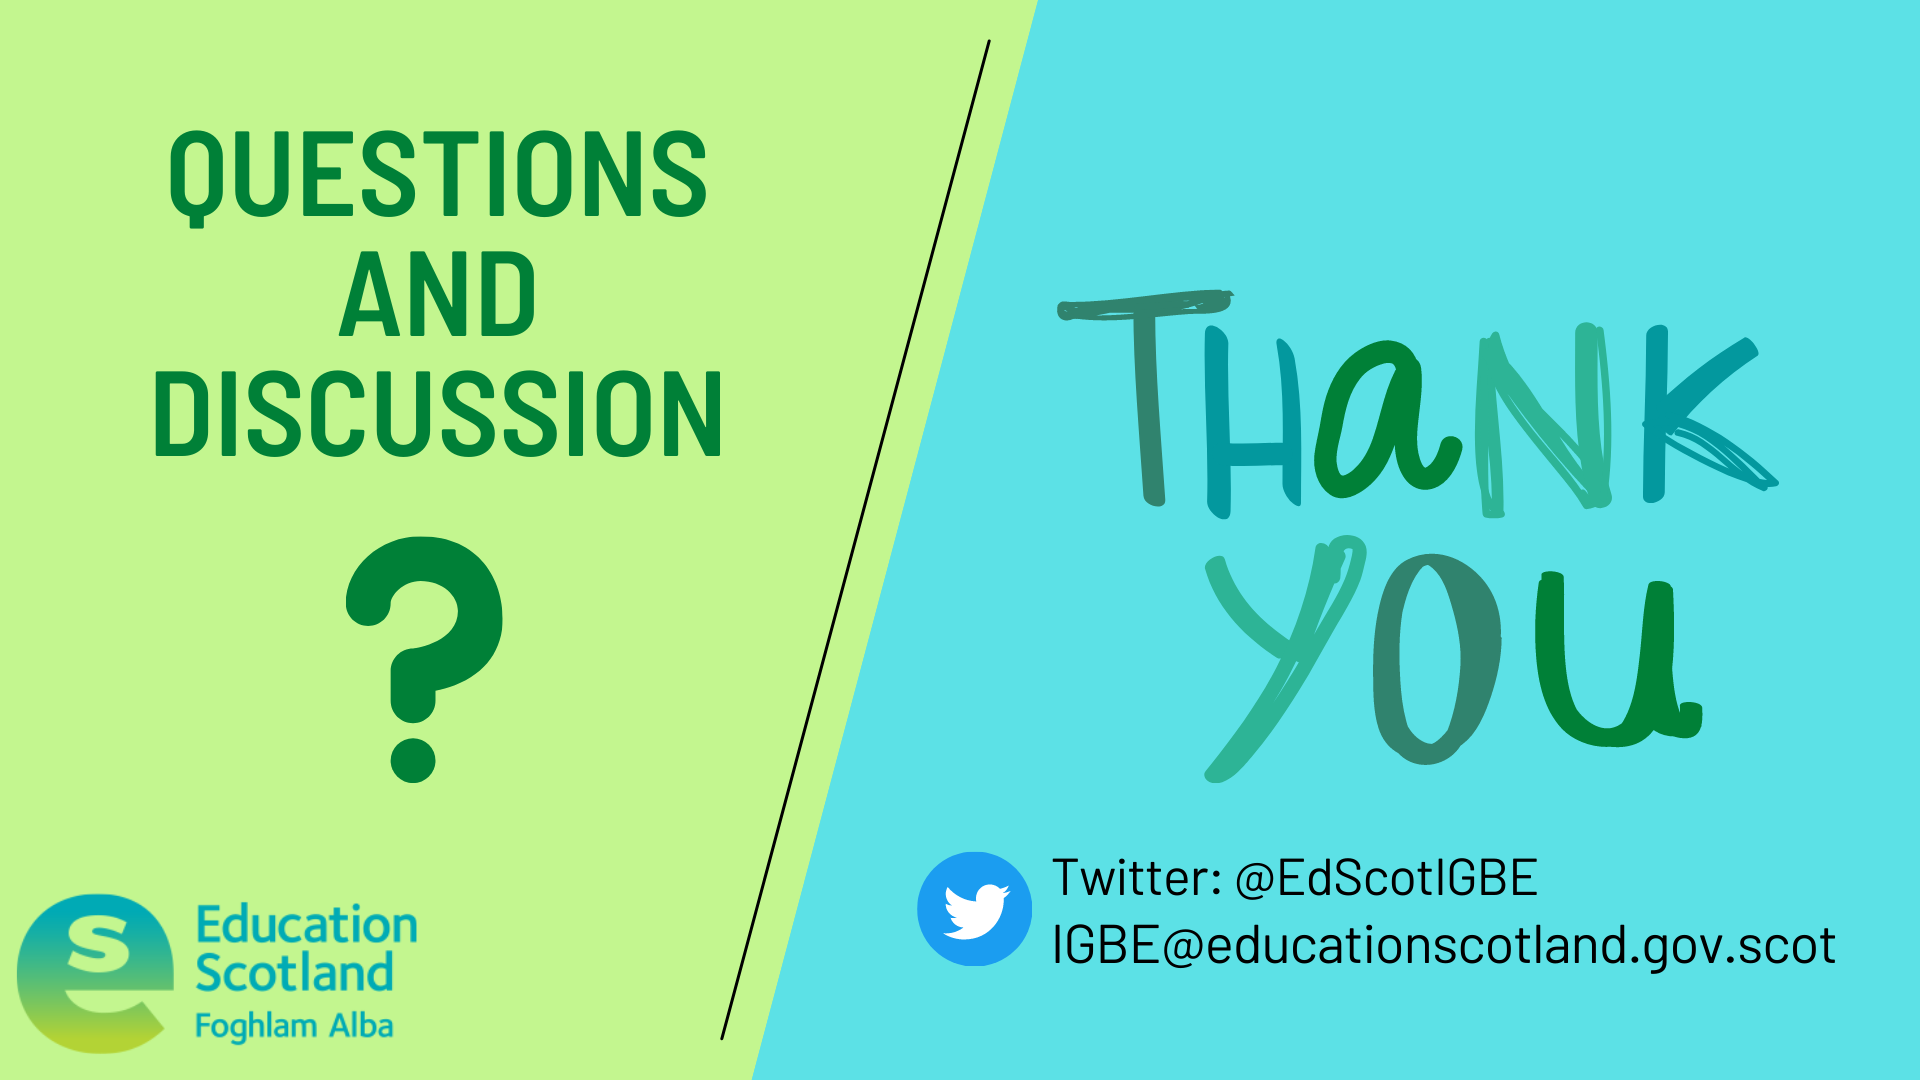 QUESTIONS
AND
DISCUSSION
?
Education
Scotland
Foghlam Alba
THaNK
YOU
Twitter: @EdScotIGBE
IGBE@educationscotland.gov.scot